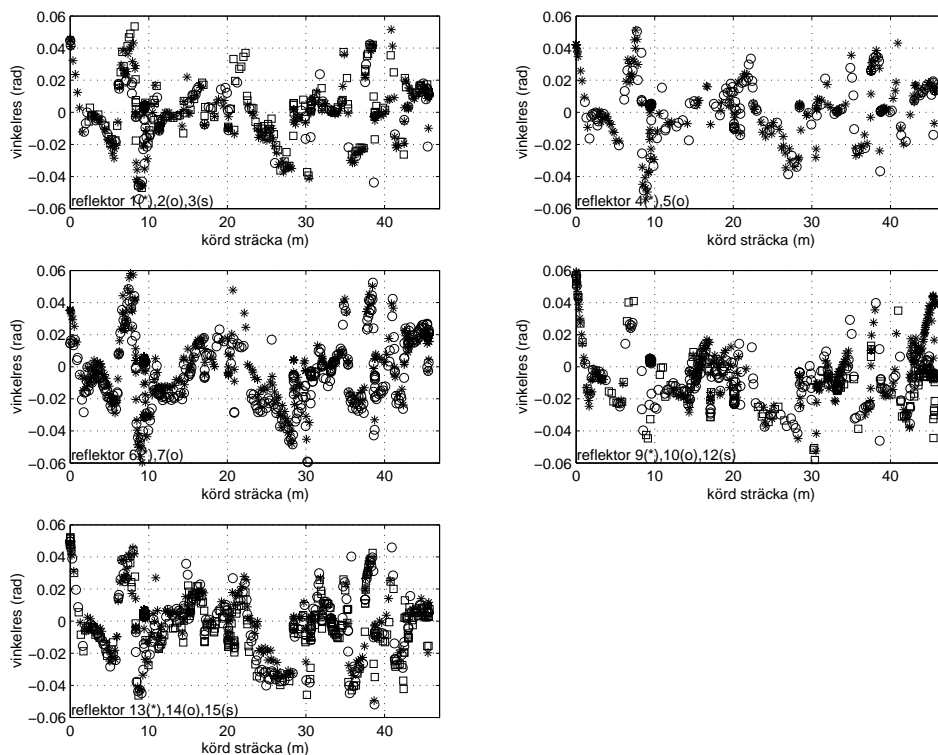 0.06
0.04
0.02
0
−0.02
−0.04
−0.06
vinkelres (rad)
reflektor 1(*),2(o),3(s)
0 10 20 30 40
körd sträcka (m)
0.06
0.04
0.02
0
−0.02
−0.04
−0.06
vinkelres (rad)
reflektor 4(*),5(o)
0 10 20 30 40
körd sträcka (m)
0.06
0.04
0.02
0
−0.02
−0.04
−0.06
vinkelres (rad)
reflektor 6(*),7(o)
0 10 20 30 40
körd sträcka (m)
0.06
0.04
0.02
0
−0.02
−0.04
−0.06
vinkelres (rad)
reflektor 9(*),10(o),12(s)
0 10 20 30 40
körd sträcka (m)
0.06
0.04
0.02
0
−0.02
−0.04
−0.06
vinkelres (rad)
reflektor 13(*),14(o),15(s)
0 10 20 30 40
körd sträcka (m)